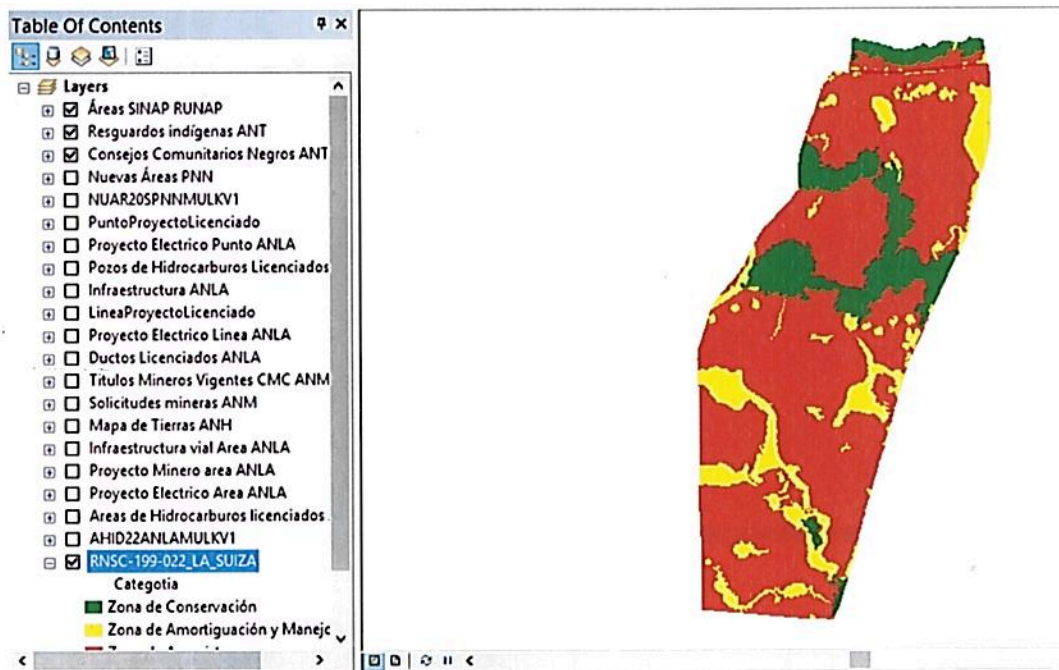 Table Of Contents
Layers
Áreas SINAP RUNAP
Resguardos indígenas ANT
Consejos Comunitarios Negros ANT
Nuevas Áreas PNN
NUAR20SPNNMULKV1
PuntoProyectoLicenciado
Proyecto Electrico Punto ANLA
Pozos de Hidrocarburos Licenciados
Infraestructura ANLA
LineaProyectoLicenciado
Proyecto Electrico Linea ANLA
Ductos Licenciados ANLA
Titulos Mineros Vigentes CMC ANM
Solicitudes mineras ANM
Mapa de Tierras ANH
Infraestructura vial Area ANLA
Proyecto Minero area ANLA
Proyecto Electrico Area ANLA
Areas de Hidrocarburos licenciados
AHID22ANLAMULKV1
RNSC-199-022_LA_SUIZA
Categotia
Zona de Conservación
Zona de Amortiguación y Manejo